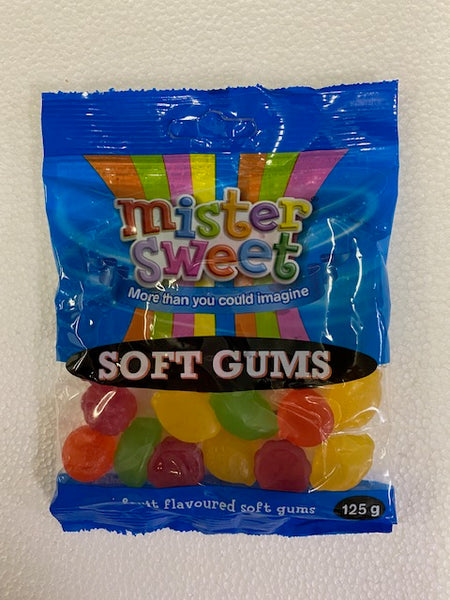 mister
sweet
More than you could imagine
SOFT GUMS
fruit flavoured soft gums
125 g